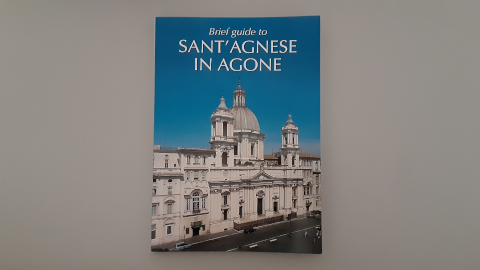 Brief guide to
SANT'AGNESE
IN AGONE